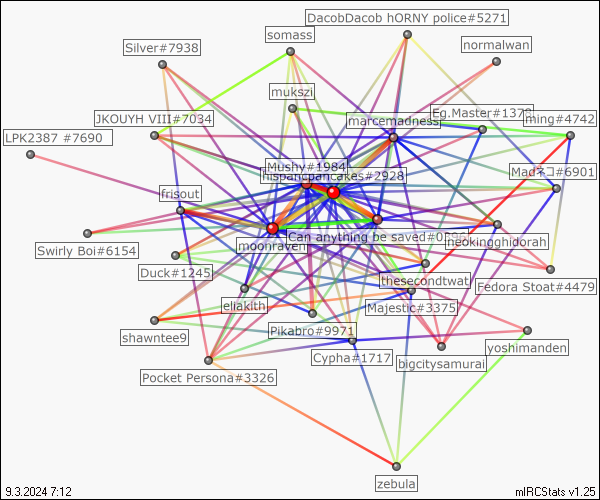 DacobDacob hORNY police#5271
somass
normalwan
Silver#7938
mukszi
Eg.Master#1379
ming#4742
JKOUYH VIII#7034
marcemadness
LPK2387 #7690
Mushy#1984
hispanicpancakes#2928
Madネコ#6901
frisout
Can anything be saved#0
neokingghidorah
moonraven
Swirly Boi#6154
Duck#1245
thesecondtwat
Fedora Stoat#4479
eliakith
Majestic#3375
shawntee9
Pikabro#9971
Cypha#1717
bigcitysamurai
yoshimanden
Pocket Persona#3326
zebula
9.3.2024 7:12
mIRCStats v1.25